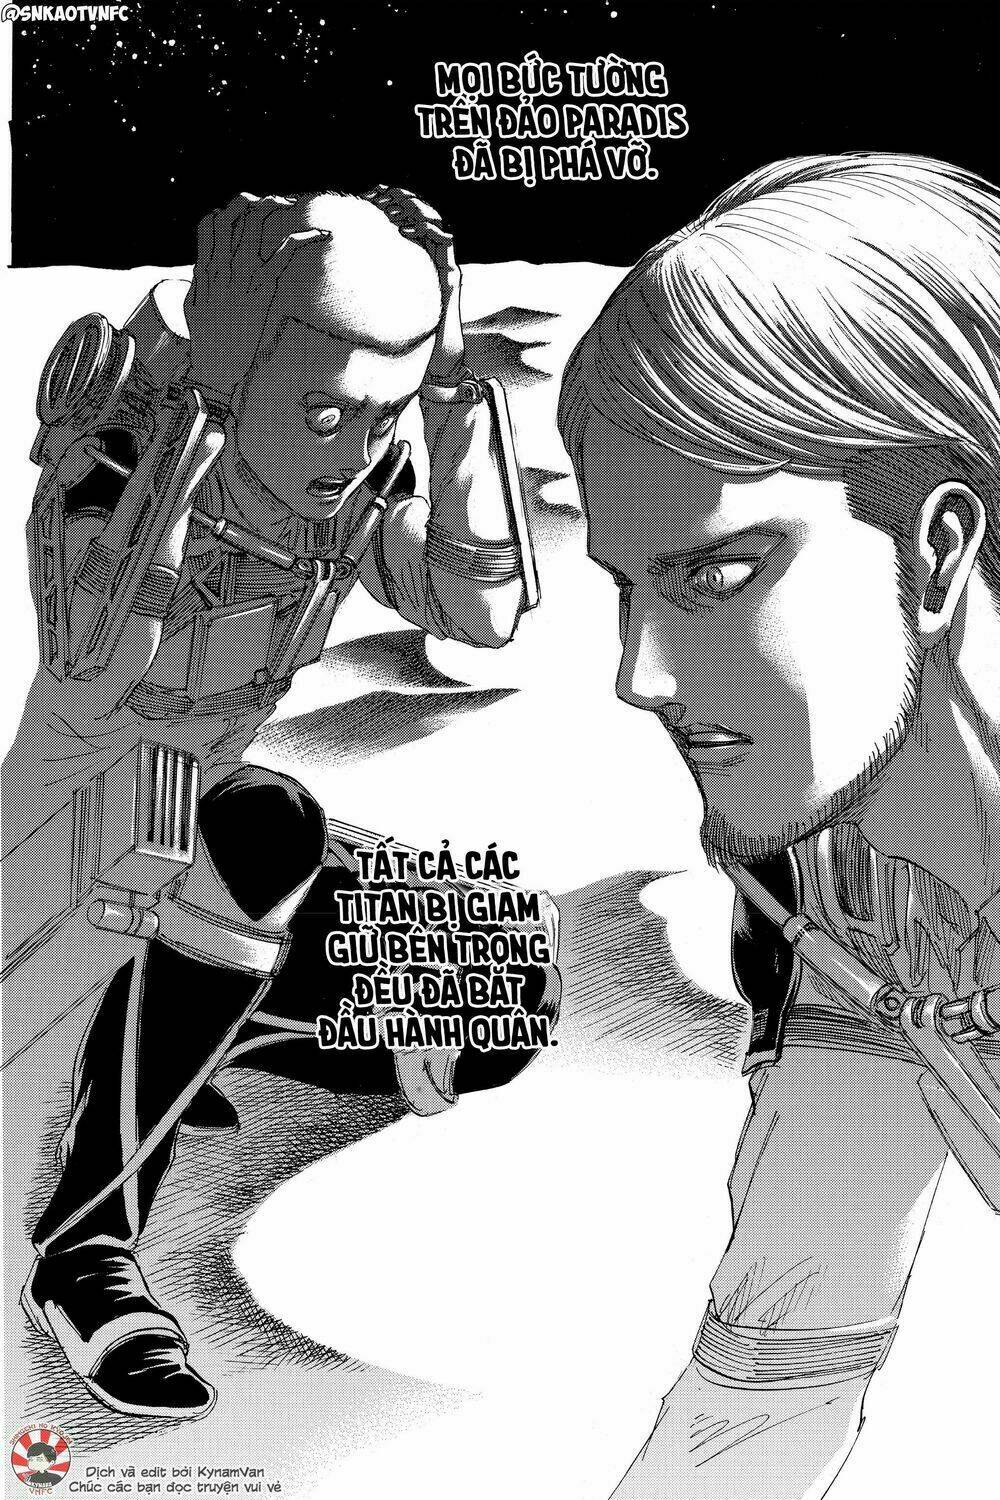 @SNKAOTVNFC
MỌI BỨC TƯỜNG
TRÊN ĐẢO PARADIS
ĐÃ BỊ PHÁ VỠ.
TẤT CẢ CÁC
TITAN BỊ GIAM
GIỮ BÊN TRONG
ĐỀU ĐÃ BẮT
ĐẦU HÀNH QUÂN.
Dịch và edit bởi KynamVan
Chúc các bạn đọc truyện vui vẻ